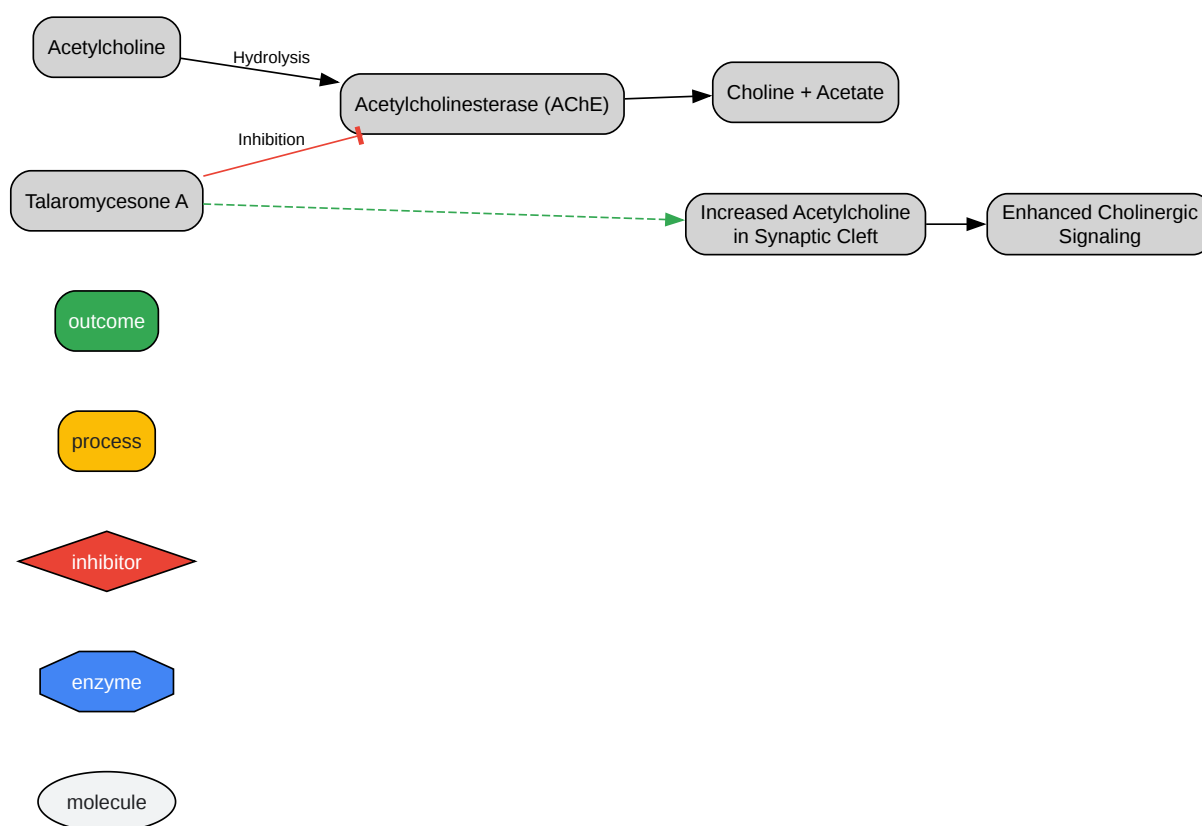 Acetylcholine
Hydrolysis
Acetylcholinesterase (AChE)
Choline + Acetate
Inhibition
Talaromycesone A
Increased Acetylcholine
in Synaptic Cleft
Enhanced Cholinergic
Signaling
outcome
process
inhibitor
enzyme
molecule